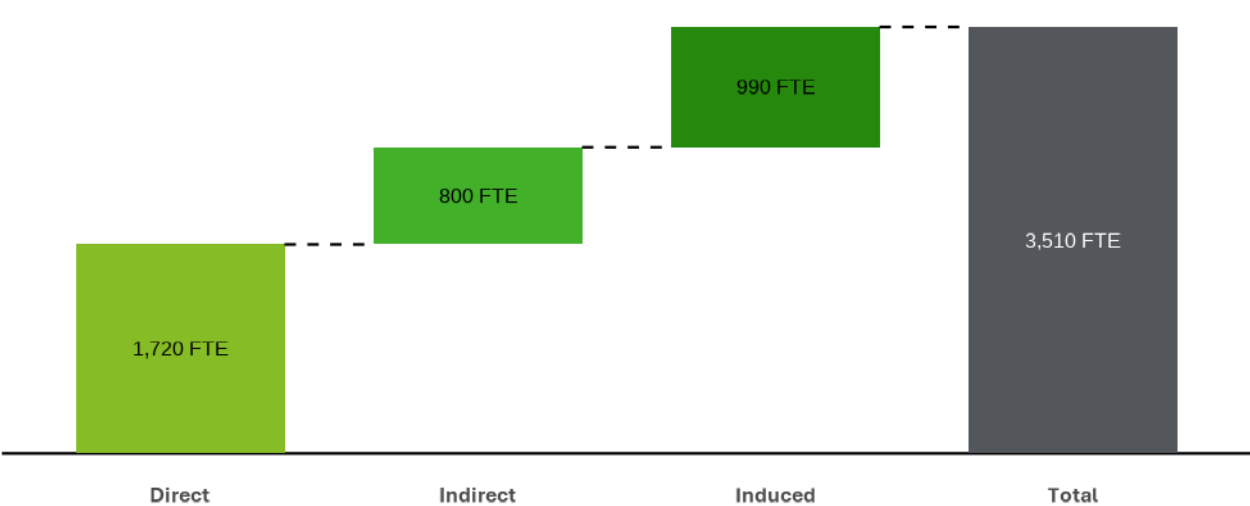 990 FTE
800 FTE
3,510 FTE
1,720 FTE
Direct
Indirect
Induced
Total